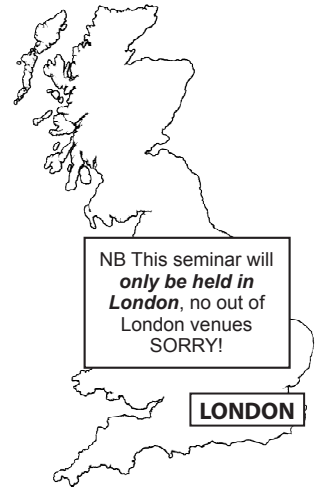 NB This seminar will
only be held in
London, no out of
London venues
SORRY!
LONDON